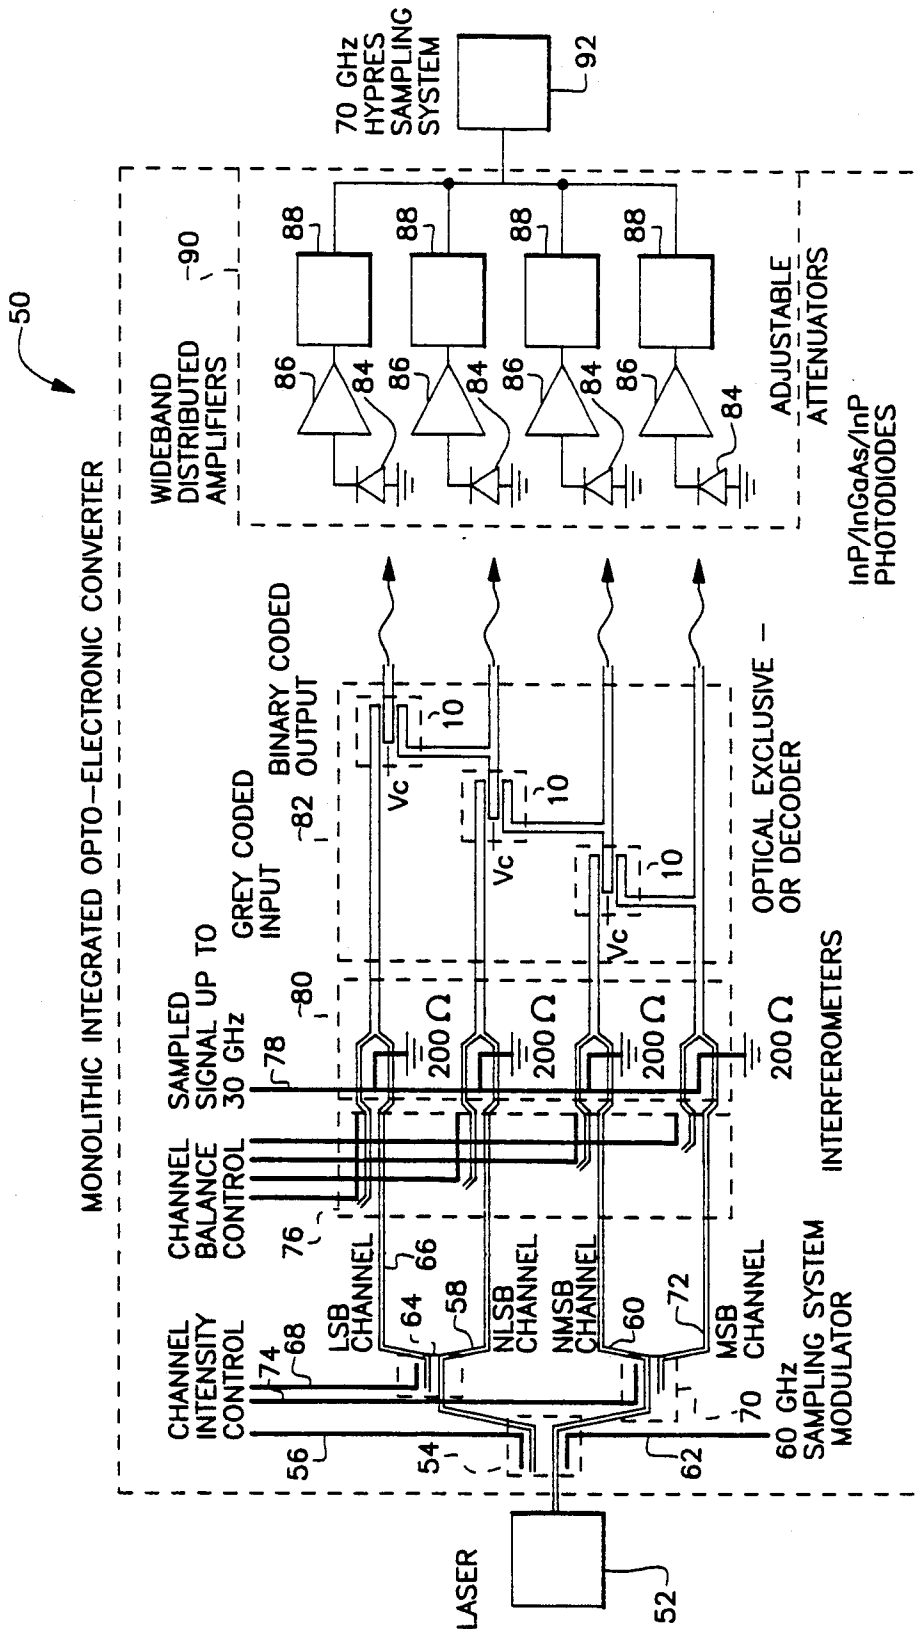 50
MONOLITHIC INTEGRATED OPTO-ELECTRONIC CONVERTER
CHANNEL
INTENSITY
CONTROL
74
68
56
CHANNEL
BALANCE
CONTROL
76
SAMPLED
SIGNAL UP TO
30 GHz
78
80
GREY CODED
INPUT
82
BINARY CODED
OUTPUT
WIDEBAND
DISTRIBUTED
AMPLIFIERS
90
70 GHz
HYPRES
SAMPLING
SYSTEM
92
LASER
52
54
62
60 GHz
SAMPLING SYSTEM
MODULATOR
64
70
LSB
CHANNEL
66
58
NLSB
CHANNEL
NMSB
CHANNEL
60
72
MSB
CHANNEL
200 Ω
200 Ω
200 Ω
200 Ω
INTERFEROMETERS
Vc
10
Vc
10
Vc
10
OPTICAL EXCLUSIVE -
OR DECODER
86
84
88
86
84
88
86
84
88
86
84
88
ADJUSTABLE
ATTENUATORS
InP/InGaAs/InP
PHOTODIODES